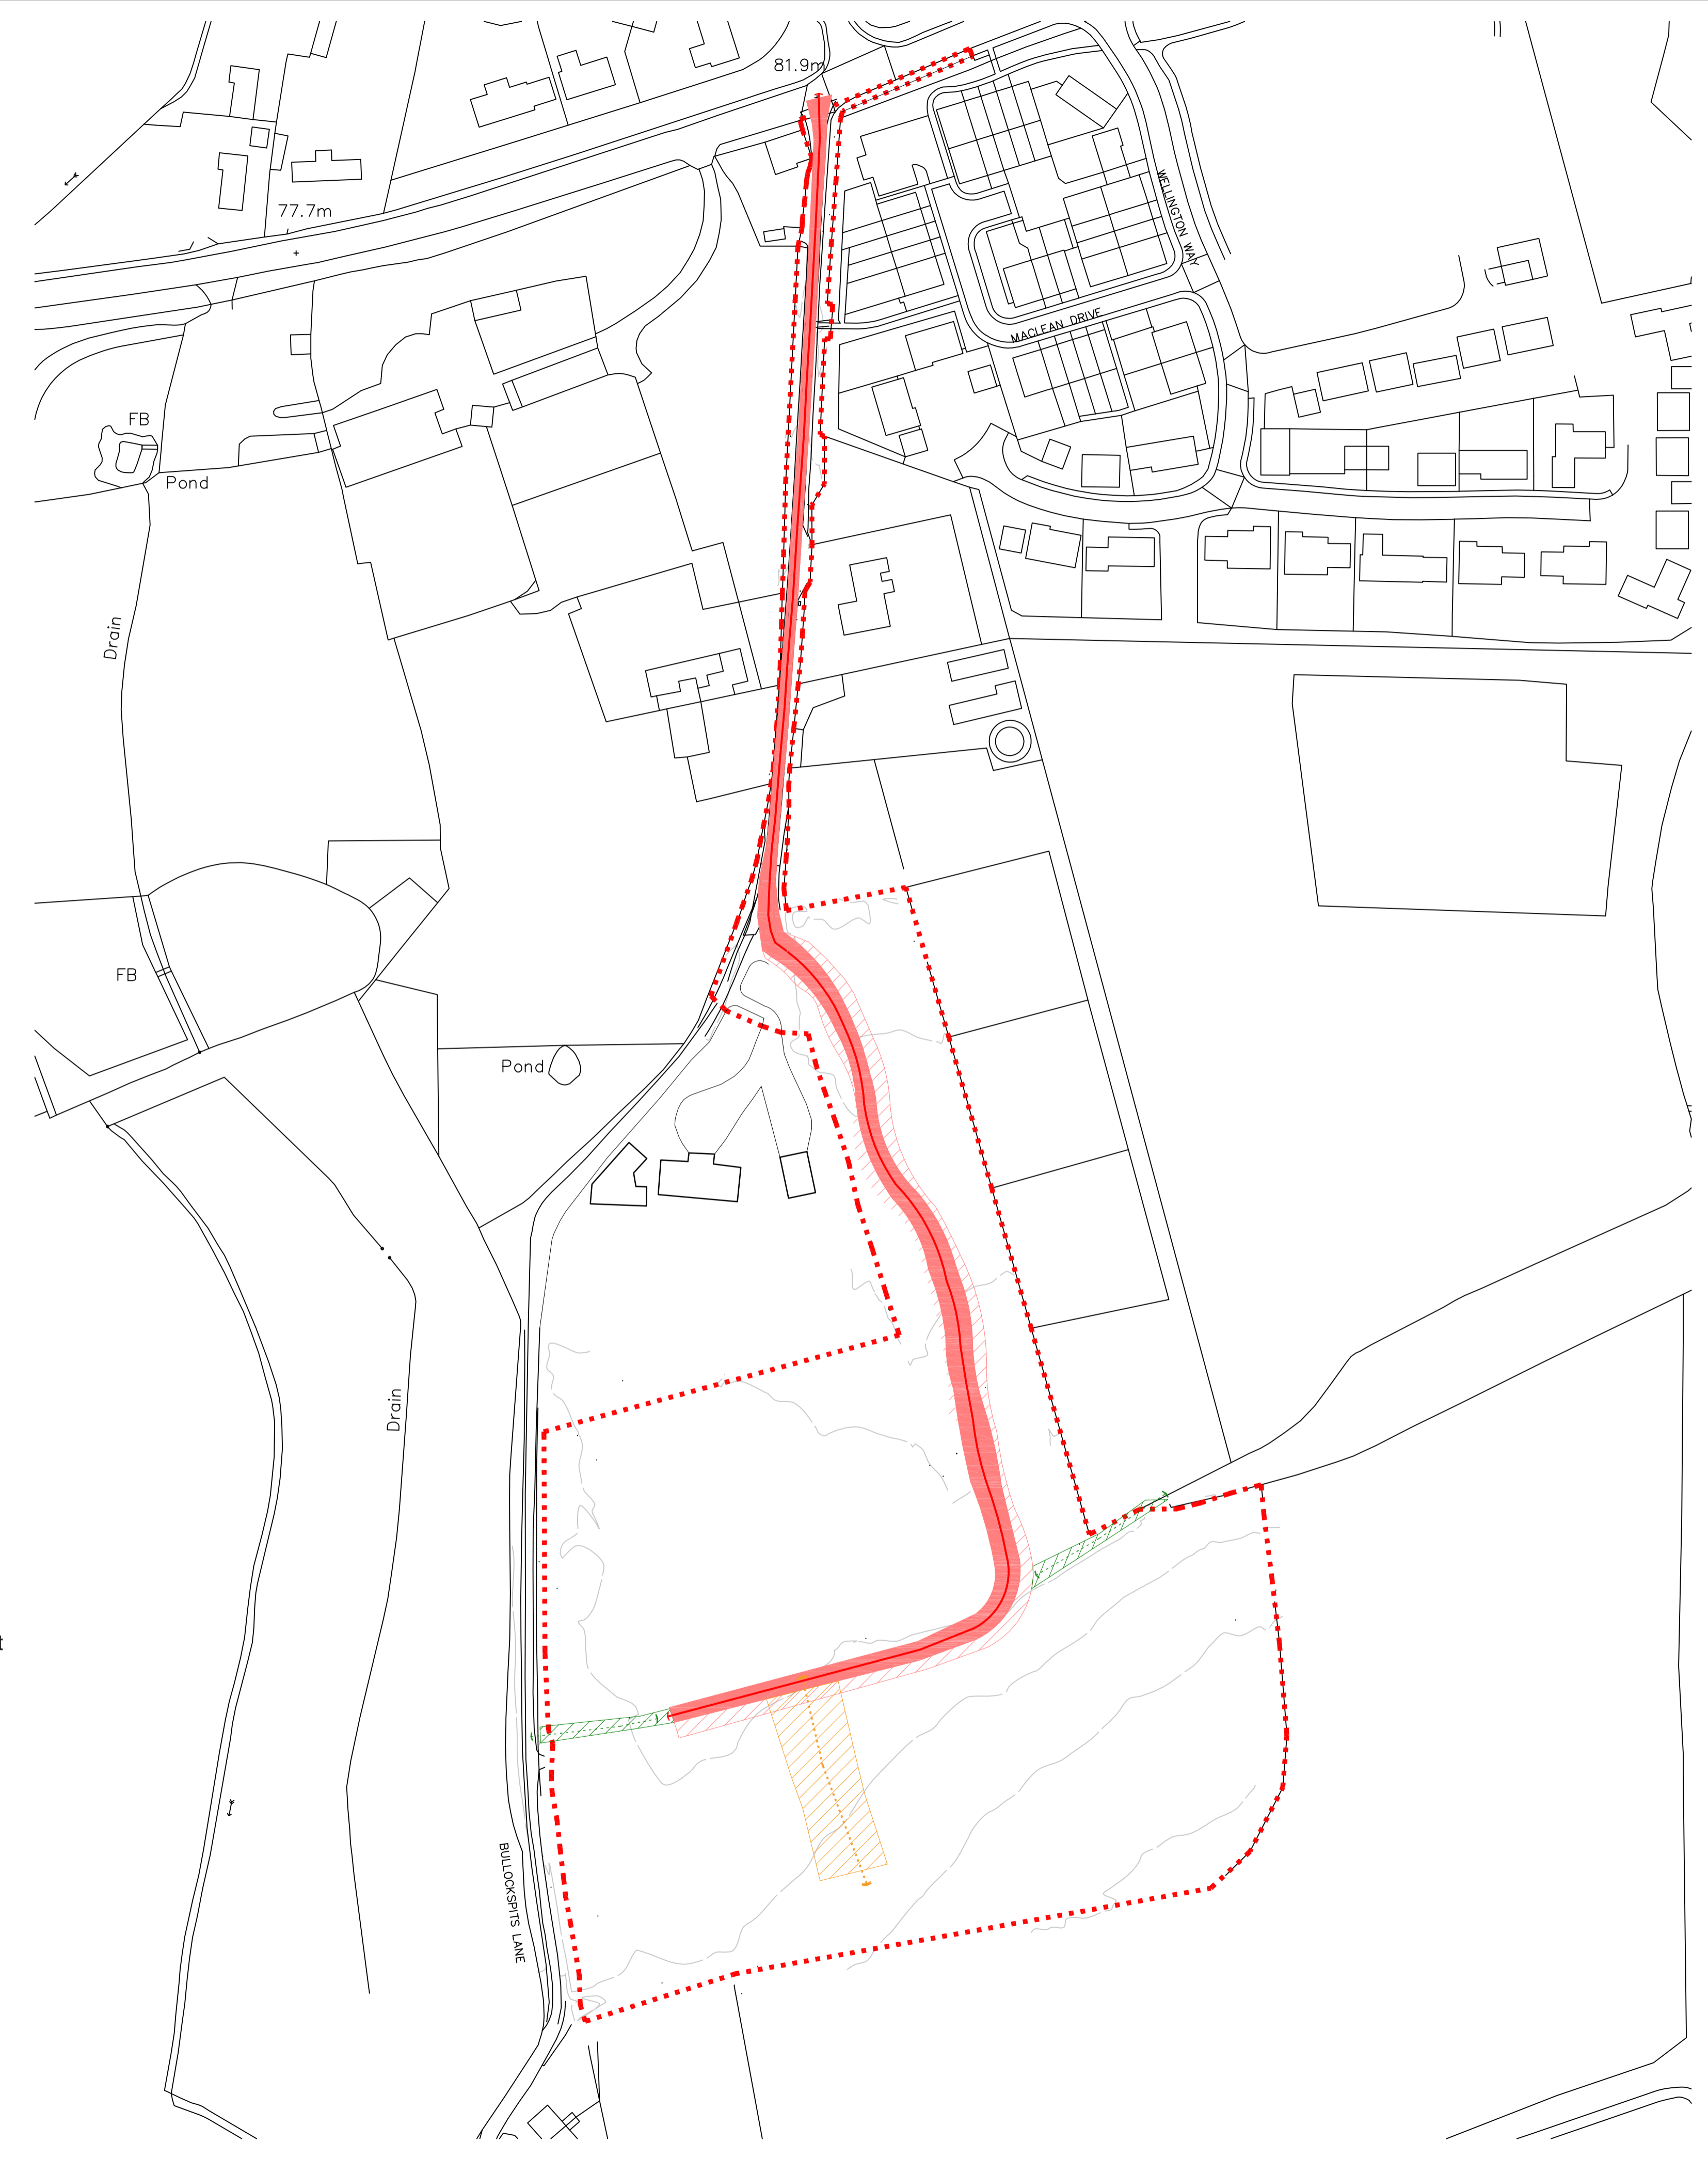 81.9m
WELLINGTON WAY
77.7m
MACLEAN DRIVE
FB
Pond
Drain
FB
Pond
Drain
t
BULLOCKSPITS LANE